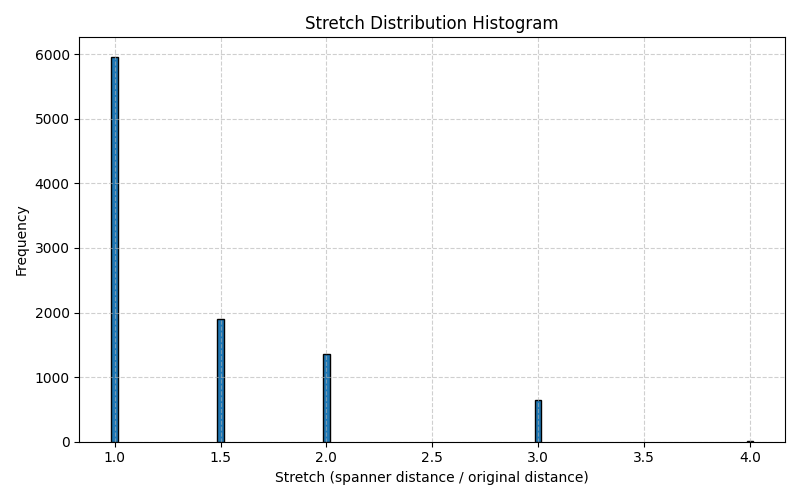 Stretch Distribution Histogram
Frequency
6000
5000
4000
3000
2000
1000
0
1.0 1.5 2.0 2.5 3.0 3.5 4.0
Stretch (spanner distance / original distance)